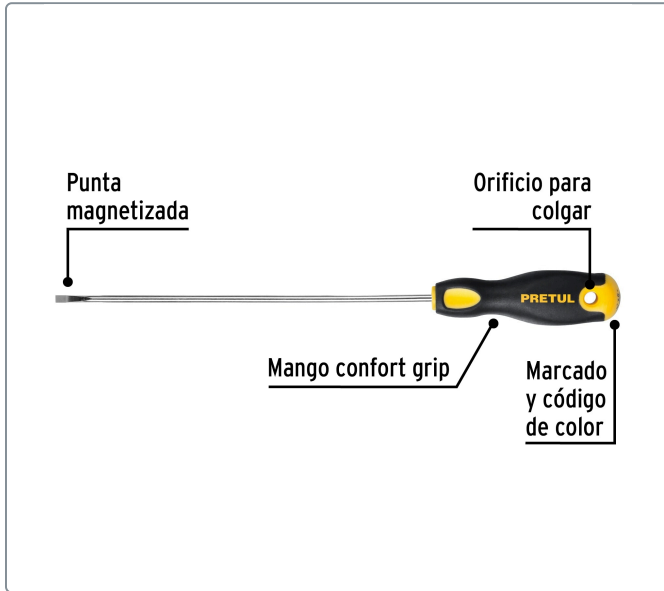 Punta
magnetizada
Orificio para
colgar
PRETUL
Mango confort grip
Marcado
y código
de color